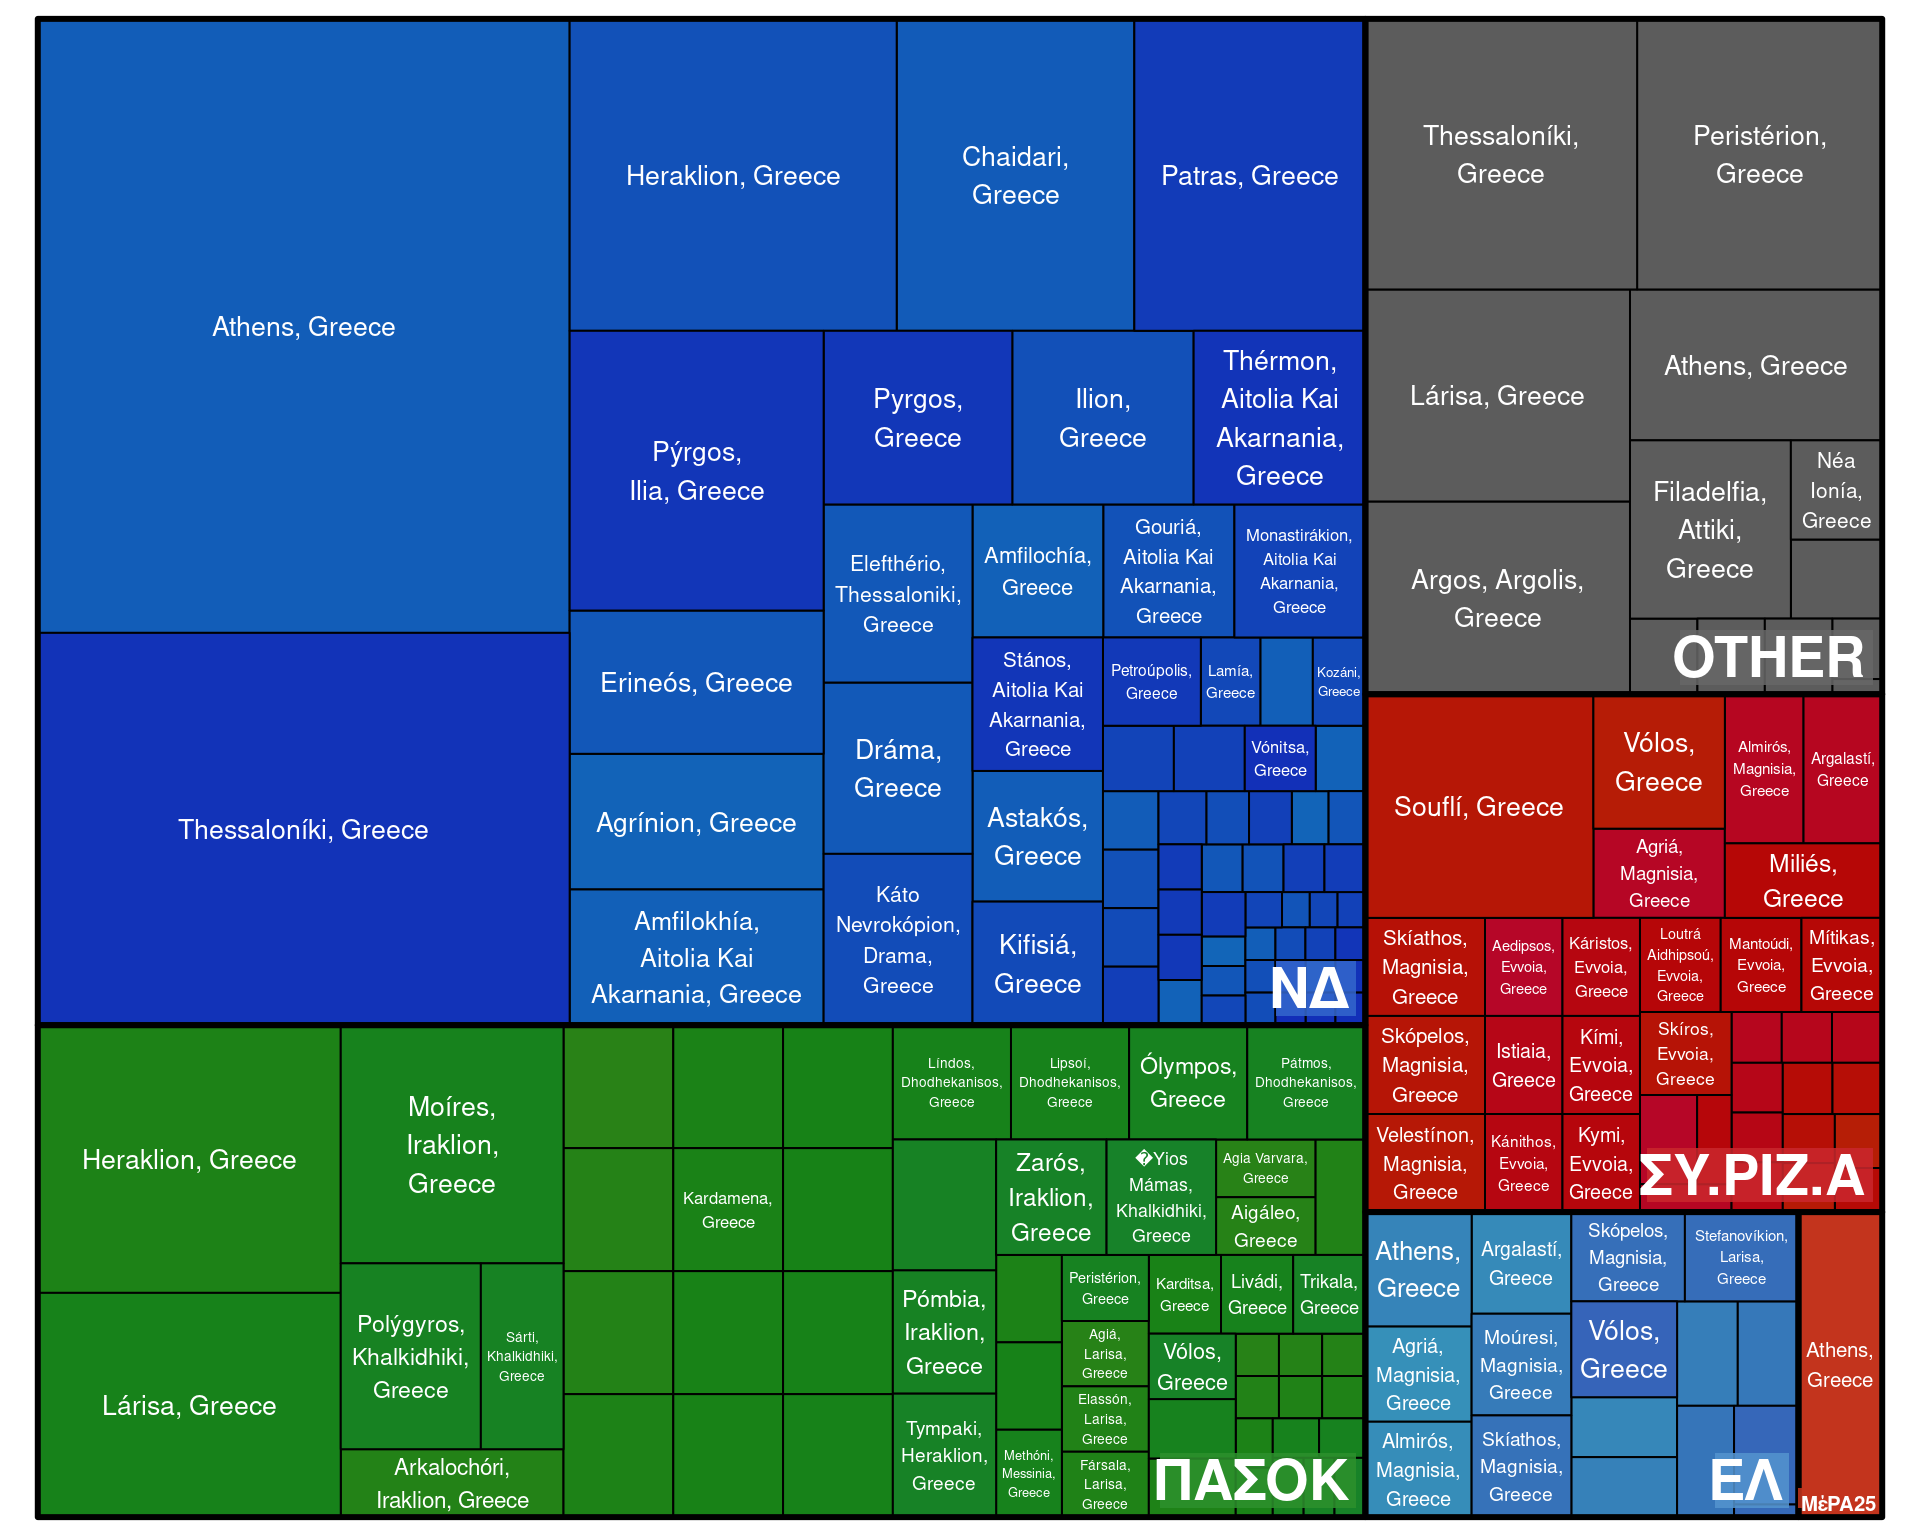 Athens, Greece
Thessaloníki, Greece
Heraklion, Greece
Chaidari,
Greece
Patras, Greece
Pýrgos,
Ilia, Greece
Pyrgos,
Greece
Ilion,
Greece
Thérmon,
Aitolia Kai
Akarnania,
Greece
Erineós, Greece
Agrínion, Greece
Amfilokhía,
Aitolia Kai
Akarnania, Greece
Elefthério,
Thessaloniki,
Greece
Dráma,
Greece
Káto
Nevrokópion,
Drama,
Greece
Amfilochía,
Greece
Gouriá,
Aitolia Kai
Akarnania,
Greece
Monastirákion,
Aitolia Kai
Akarnania,
Greece
Stános,
Aitolia Kai
Akarnania,
Greece
Astakós,
Greece
Kifisiá,
Greece
Petroúpolis,
Greece
Lamía,
Greece
Kozáni,
Greece
Vónitsa,
Greece
ΝΔ
Thessaloníki,
Greece
Peristérion,
Greece
Lárisa, Greece
Athens, Greece
Argos, Argolis,
Greece
Filadelfia,
Attiki,
Greece
Néa
Ionía,
Greece
OTHER
Souflí, Greece
Vólos,
Greece
Almirós,
Magnisia,
Greece
Argalastí,
Greece
Agriá,
Magnisia,
Greece
Miliés,
Greece
Skíathos,
Magnisia,
Greece
Aedipsos,
Evvoia,
Greece
Káristos,
Evvoia,
Greece
Loutrá
Aidhipsoú,
Evvoia,
Greece
Mantoúdi,
Evvoia,
Greece
Mítikas,
Evvoia,
Greece
Skópelos,
Magnisia,
Greece
Istiaia,
Greece
Kími,
Evvoia,
Greece
Skíros,
Evvoia,
Greece
Velestínon,
Magnisia,
Greece
Kánithos,
Evvoia,
Greece
Kymi,
Evvoia,
Greece
ΣΥ.ΡΙΖ.Α
Heraklion, Greece
Lárisa, Greece
Moíres,
Iraklion,
Greece
Polýgyros,
Khalkidhiki,
Greece
Sárti,
Khalkidhiki,
Greece
Arkalochóri,
Iraklion, Greece
Kardamena,
Greece
Líndos,
Dhodhekanisos,
Greece
Lipsoí,
Dhodhekanisos,
Greece
Ólympos,
Greece
Pátmos,
Dhodhekanisos,
Greece
Zarós,
Iraklion,
Greece
�Yios
Mámas,
Khalkidhiki,
Greece
Agia Varvara,
Greece
Aigáleo,
Greece
Pómbia,
Iraklion,
Greece
Tympaki,
Heraklion,
Greece
Peristérion,
Greece
Agiá,
Larisa,
Greece
Elassón,
Larisa,
Greece
Methóni,
Messinia,
Greece
Fársala,
Larisa,
Greece
Karditsa,
Greece
Livádi,
Greece
Trikala,
Greece
Vólos,
Greece
ΠΑΣΟΚ
Athens,
Greece
Argalastí,
Greece
Skópelos,
Magnisia,
Greece
Stefanovíkion,
Larisa,
Greece
Agriá,
Magnisia,
Greece
Moúresi,
Magnisia,
Greece
Vólos,
Greece
Almirós,
Magnisia,
Greece
Skíathos,
Magnisia,
Greece
ΕΛ
Athens,
Greece
ΜέΡΑ25